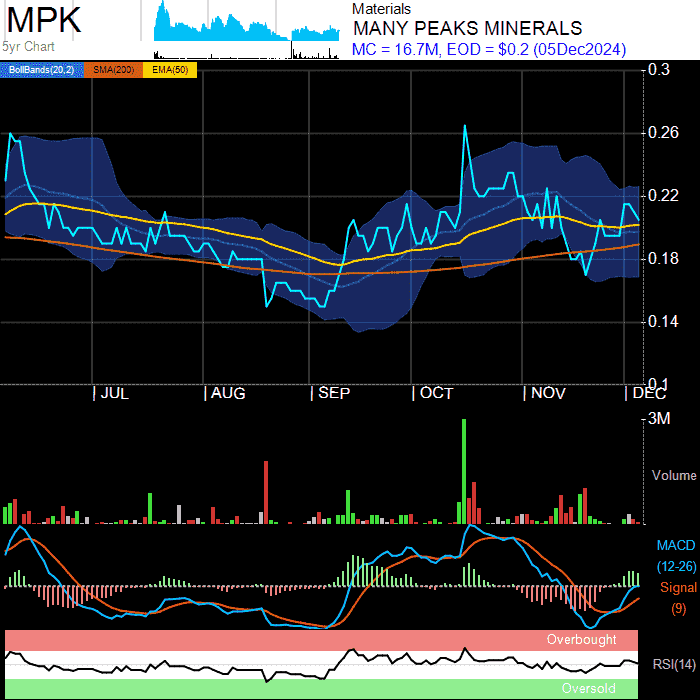 MPK
5yr Chart
Materials
MANY PEAKS MINERALS
MC = 16.7M, EOD = $0.2 (05Dec2024)
BollBands(20,2) SMA(200) EMA(50)
0.3
0.26
0.22
0.18
0.14
0.1
JUL AUG SEP OCT NOV DEC
3M
Volume
MACD
(12-26)
Signal
(9)
Overbought
RSI(14)
Oversold